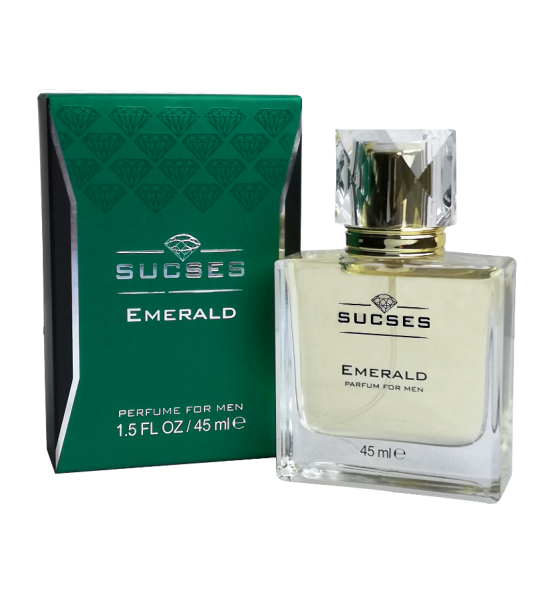 SUCSES
EMERALD
PERFUME FOR MEN
1.5 FL OZ / 45 ml ℮
SUCSES
EMERALD
PARFUM FOR MEN
45 ml ℮